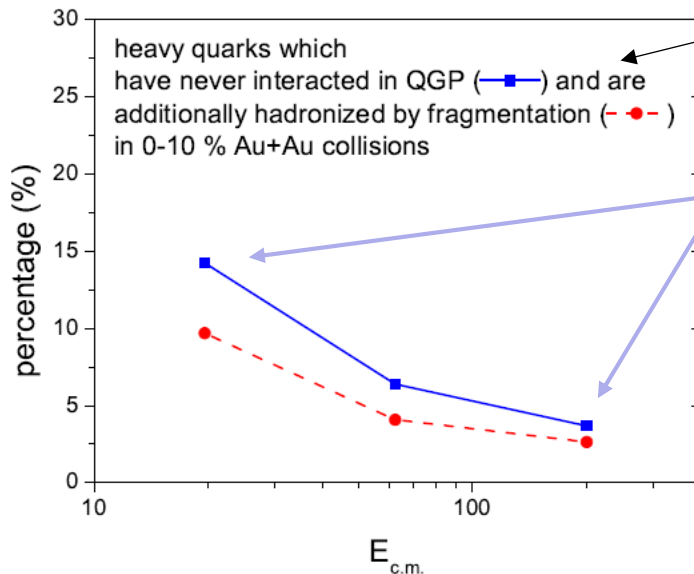 30
heavy quarks which
have never interacted in QGP ( ) and are
additionally hadronized by fragmentation ( )
in 0-10 % Au+Au collisions
25
20
15
10
5
0
percentage (%)
10
100
E c.m.